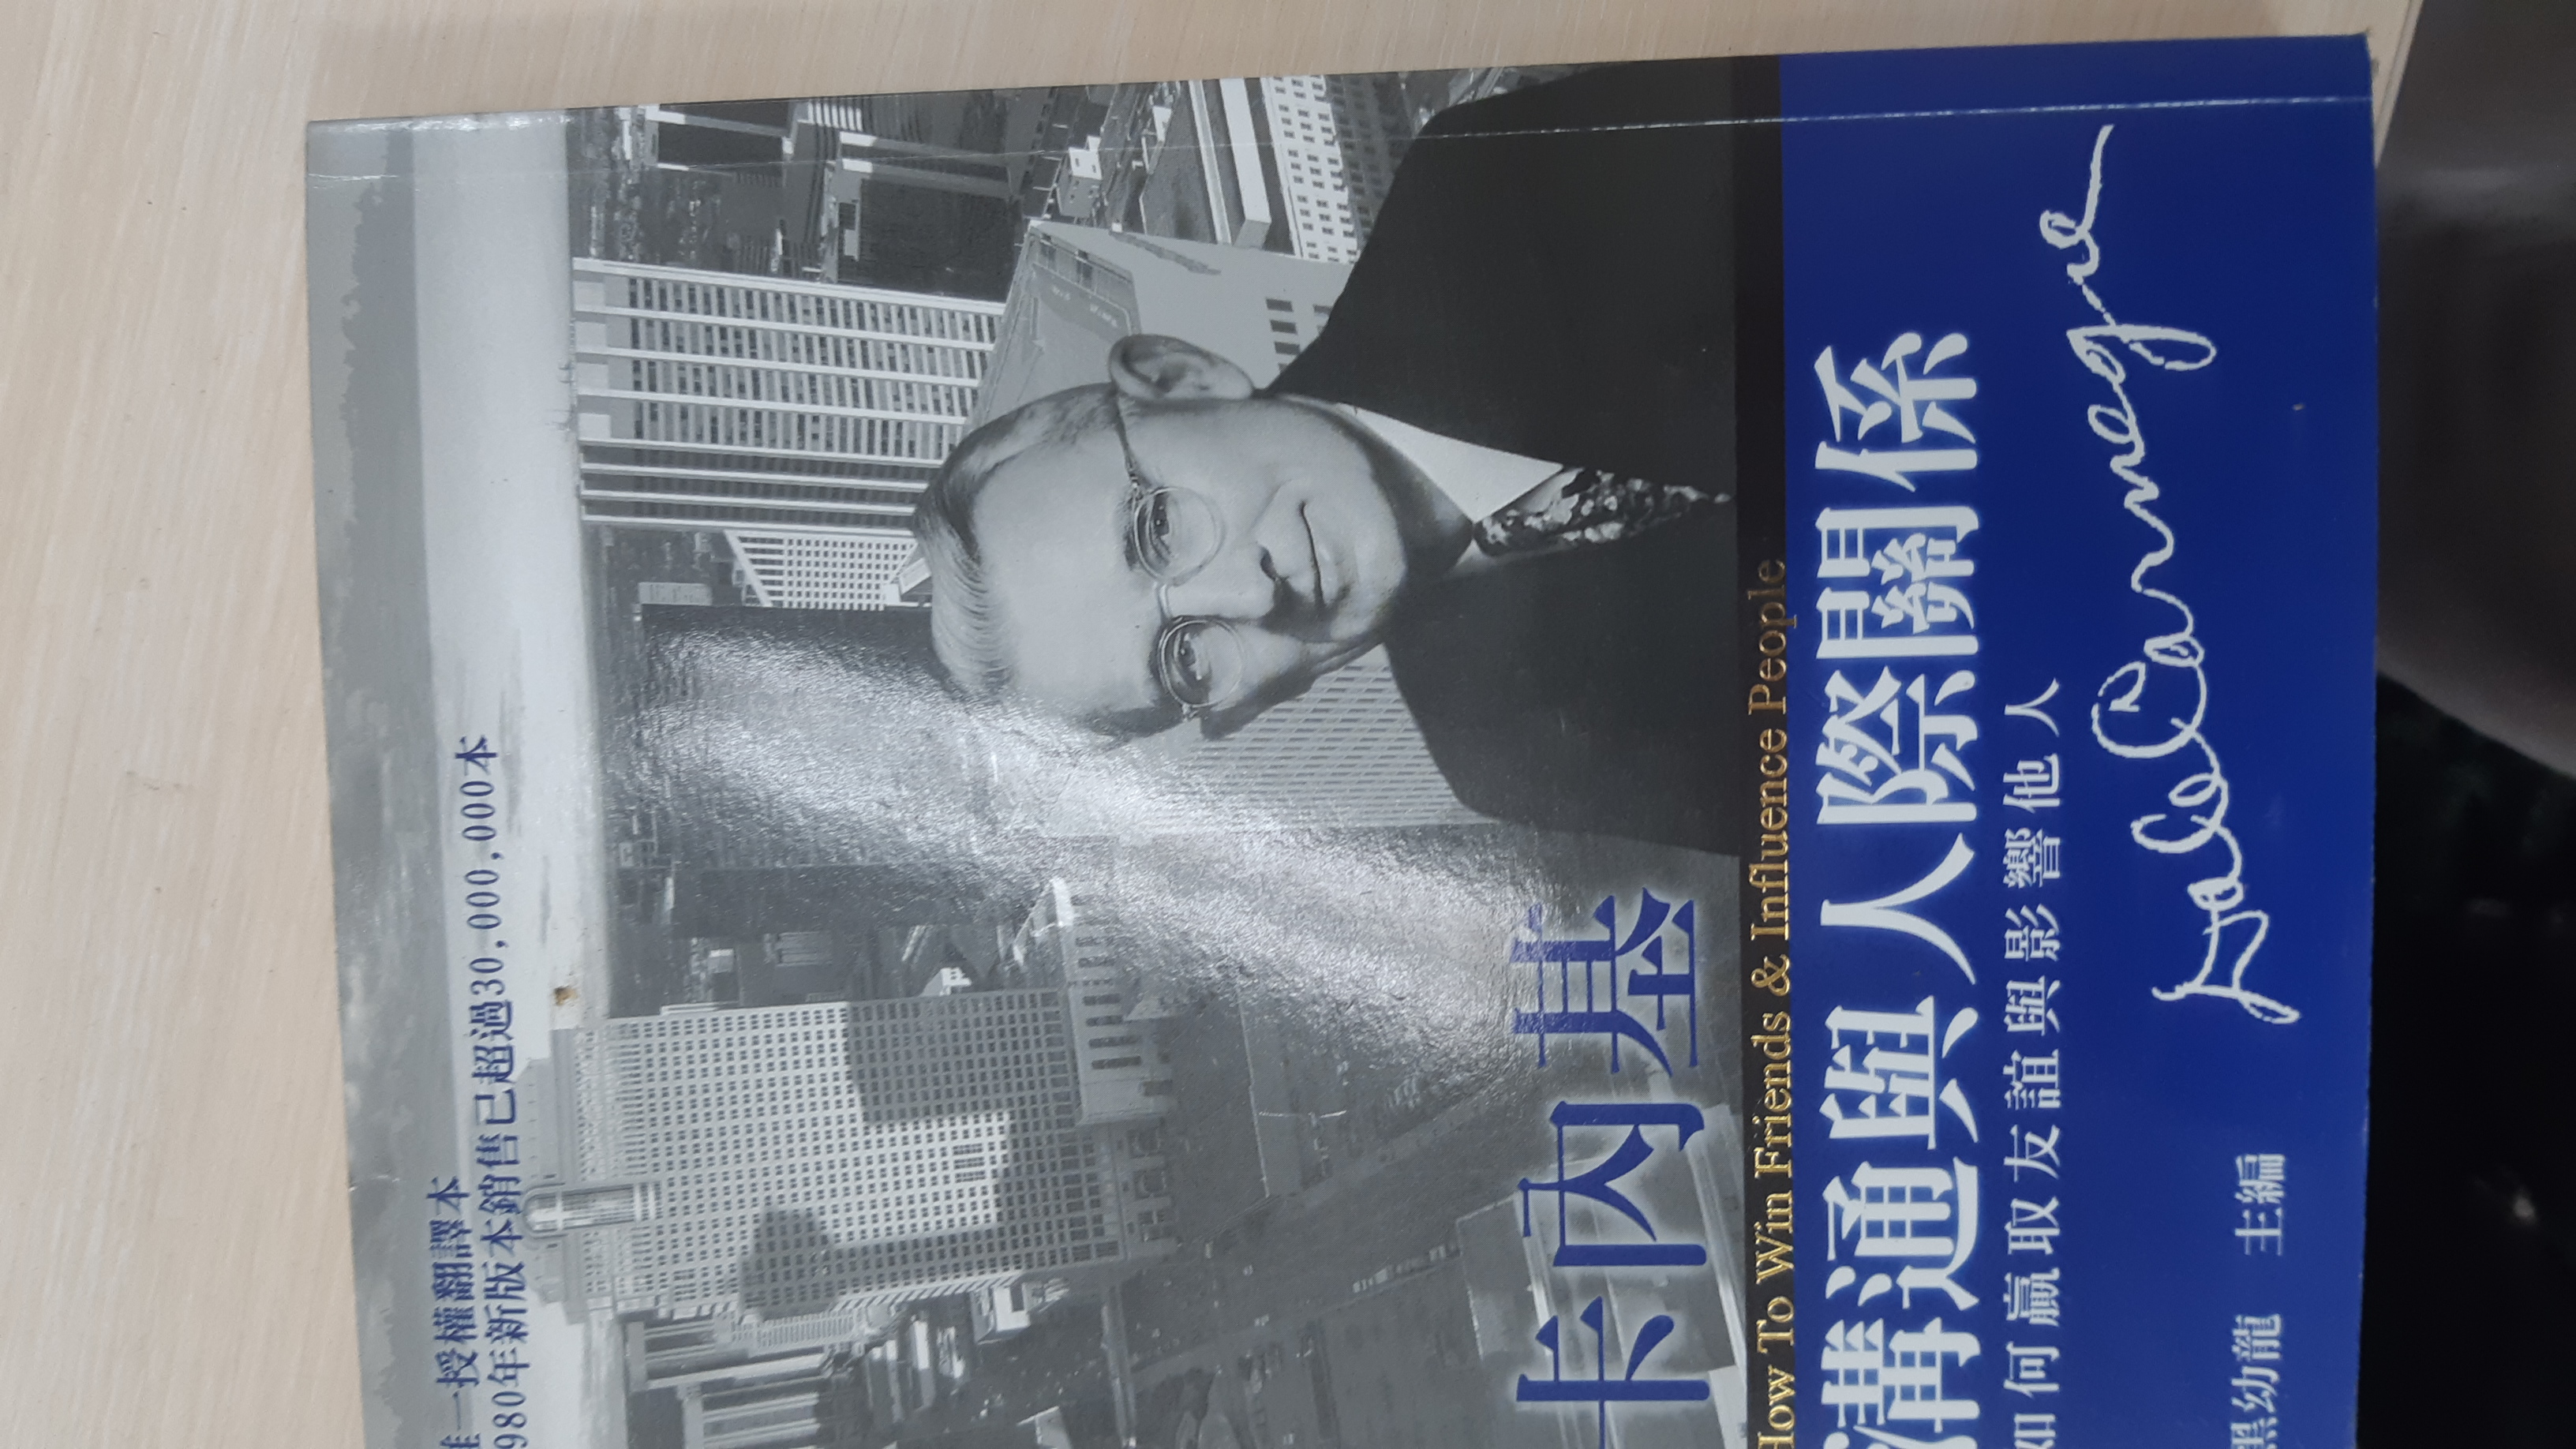 唯一授權翻譯本
1980年新版本銷售已超過30,000,000本
卡內基
How To Win Friends & Influence People
溝通與人際關係
如何贏取友誼與影響他人
Dale Carnegie
黑幼龍 主編